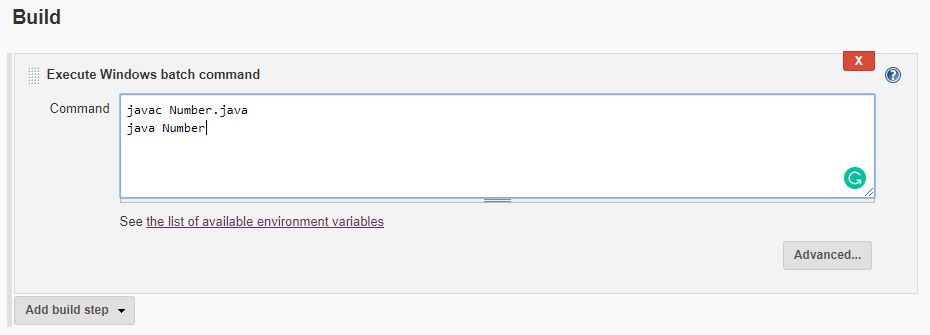 Build
X
Execute Windows batch command
?
Command
javac Number.java
java Number
See the list of available environment variables
Advanced...
Add build step